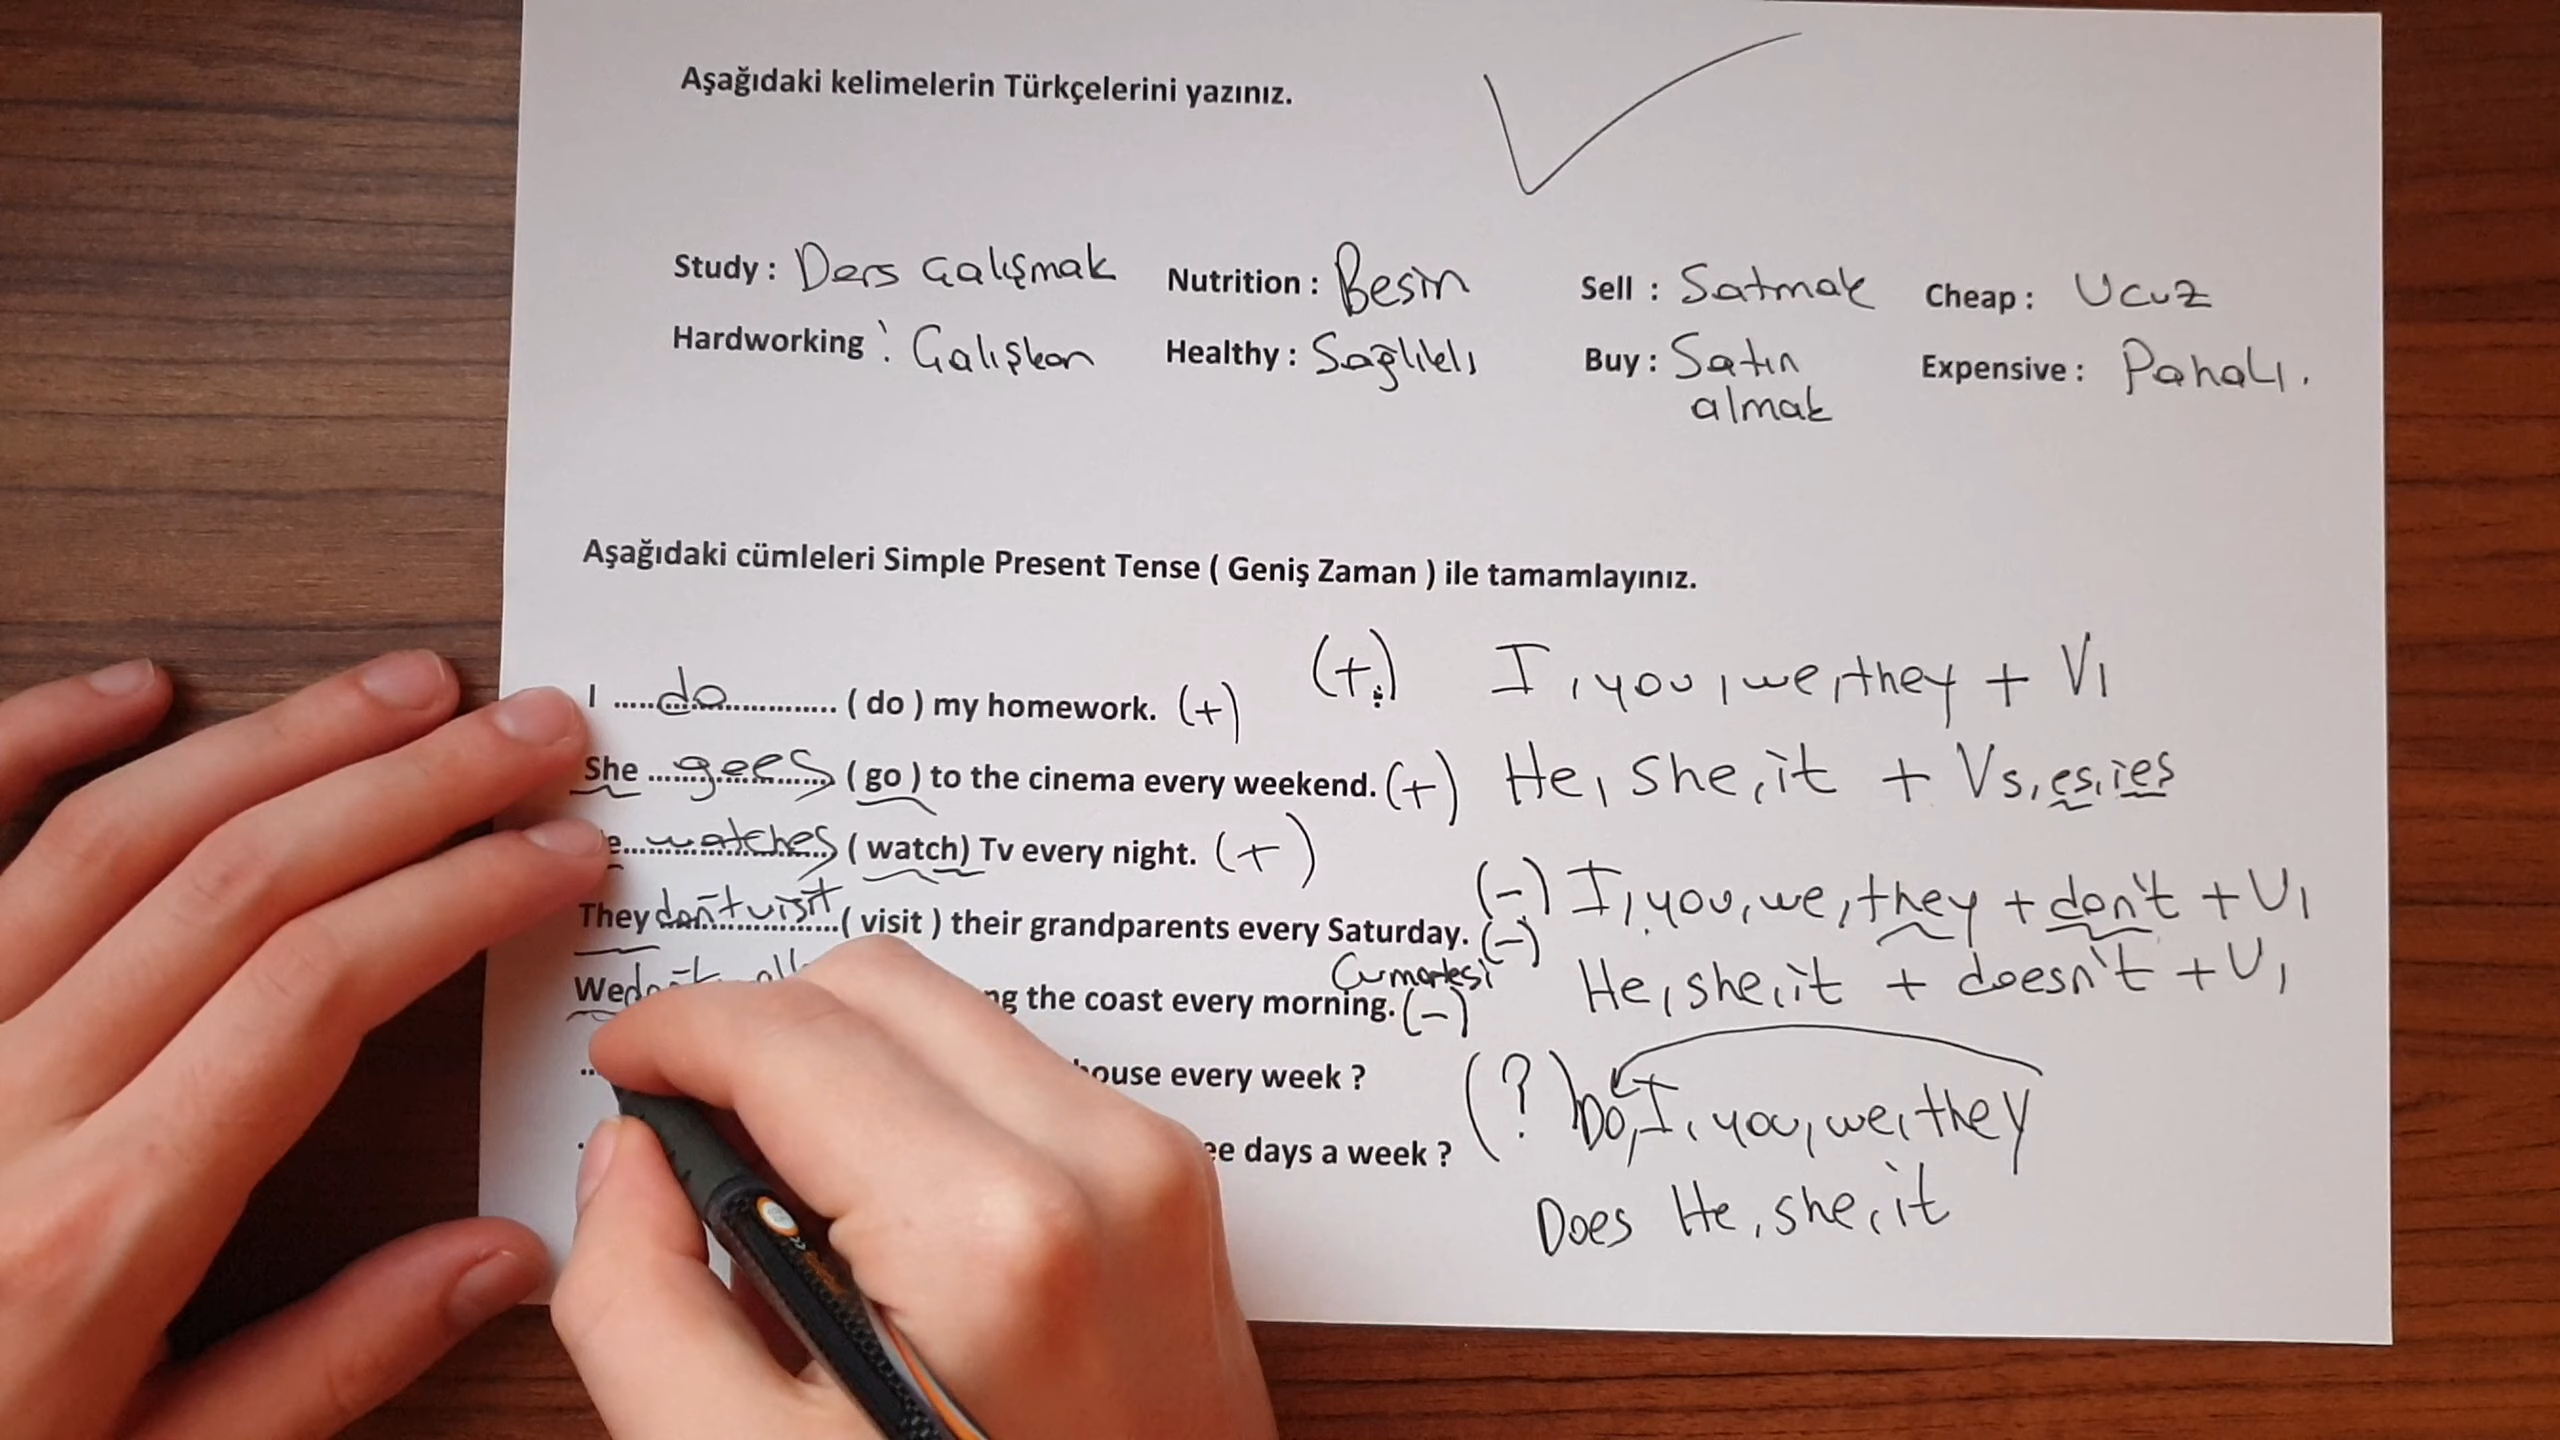 Aşağıdaki kelimelerin Türkçelerini yazınız.
Study : Ders Çalışmak Nutrition : Besin Sell : Satmak Cheap : Ucuz
Hardworking : Çalışkan Healthy : Sağlıklı Buy : Satın almak Expensive : Pahalı.
Aşağıdaki cümleleri Simple Present Tense ( Geniş Zaman ) ile tamamlayınız.
I .....do............... ( do ) my homework. (+)
(+) I, you, we, they + V1
She ...goes... ( go ) to the cinema every weekend. (+)
He, she, it + Vs, es, ies
watches ( watch) Tv every night. (+)
They don't visit ( visit ) their grandparents every Saturday. (-)
(-) I, you, we, they + don't + V1
Cumartesi
He, she, it + doesn't + V1
We don't the coast every morning. (-)
every week ?
(?) Do, I, you, we, they
days a week ?
Does He, she, it